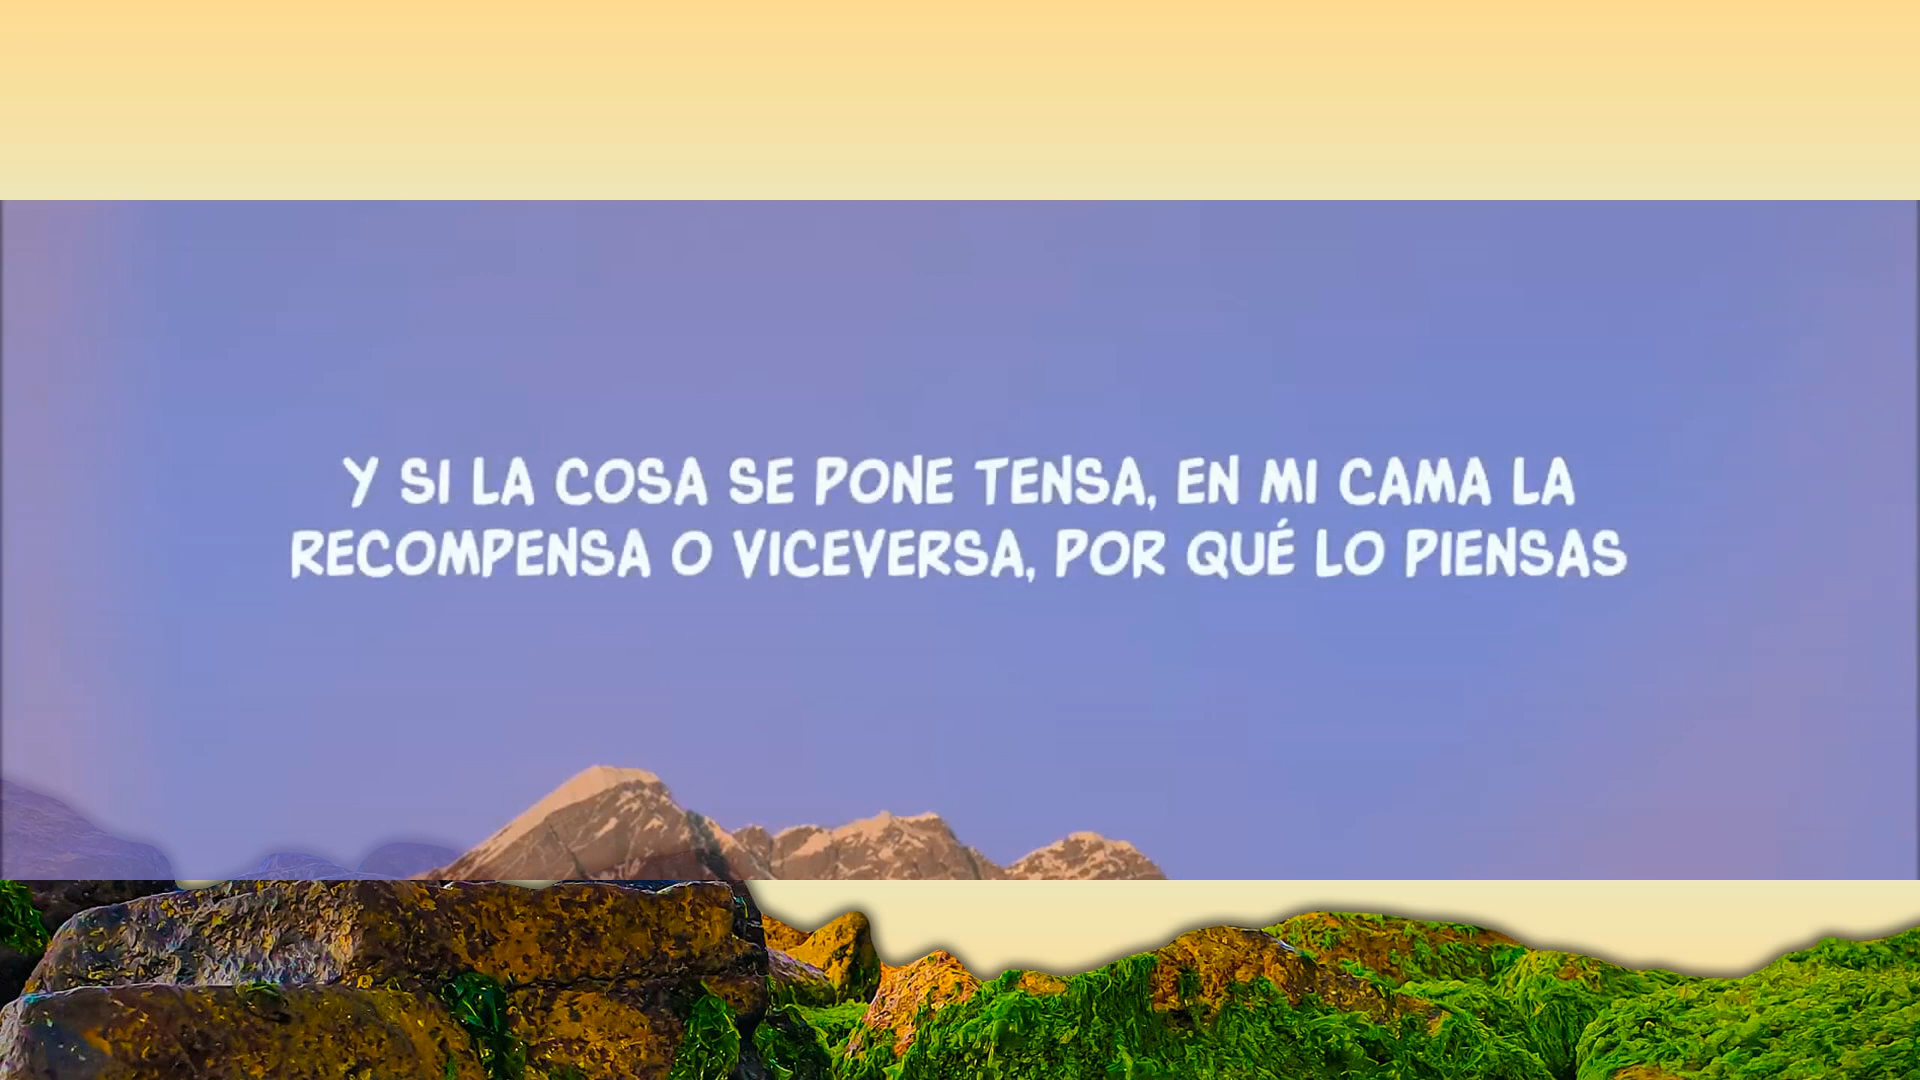 Y SI LA COSA SE PONE TENSA, EN MI CAMA LA
RECOMPENSA O VICEVERSA, POR QUÉ LO PIENSAS